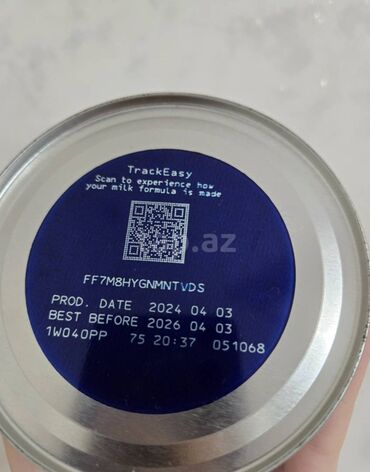 TrackEasy
Scan to experience how
your milk formula is made
FF7M8HYGNMNTVDS
PROD. DATE 2024 04 03
BEST BEFORE 2026 04 03
1W040PP 75 20:37 051068